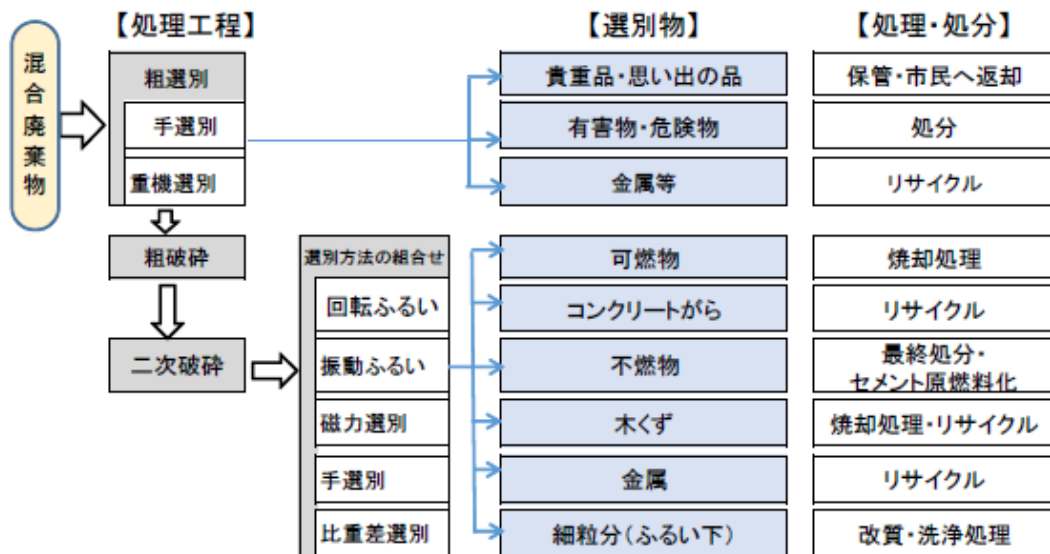 【処理工程】
【選別物】
【処理・処分】
混合廃棄物
粗選別
手選別
重機選別
貴重品・思い出の品
保管・市民へ返却
有害物・危険物
処分
金属等
リサイクル
粗破砕
二次破砕
選別方法の組合せ
回転ふるい
振動ふるい
磁力選別
手選別
比重差選別
可燃物
焼却処理
コンクリートがら
リサイクル
不燃物
最終処分・
セメント原燃料化
木くず
焼却処理・リサイクル
金属
リサイクル
細粒分(ふるい下)
改質・洗浄処理